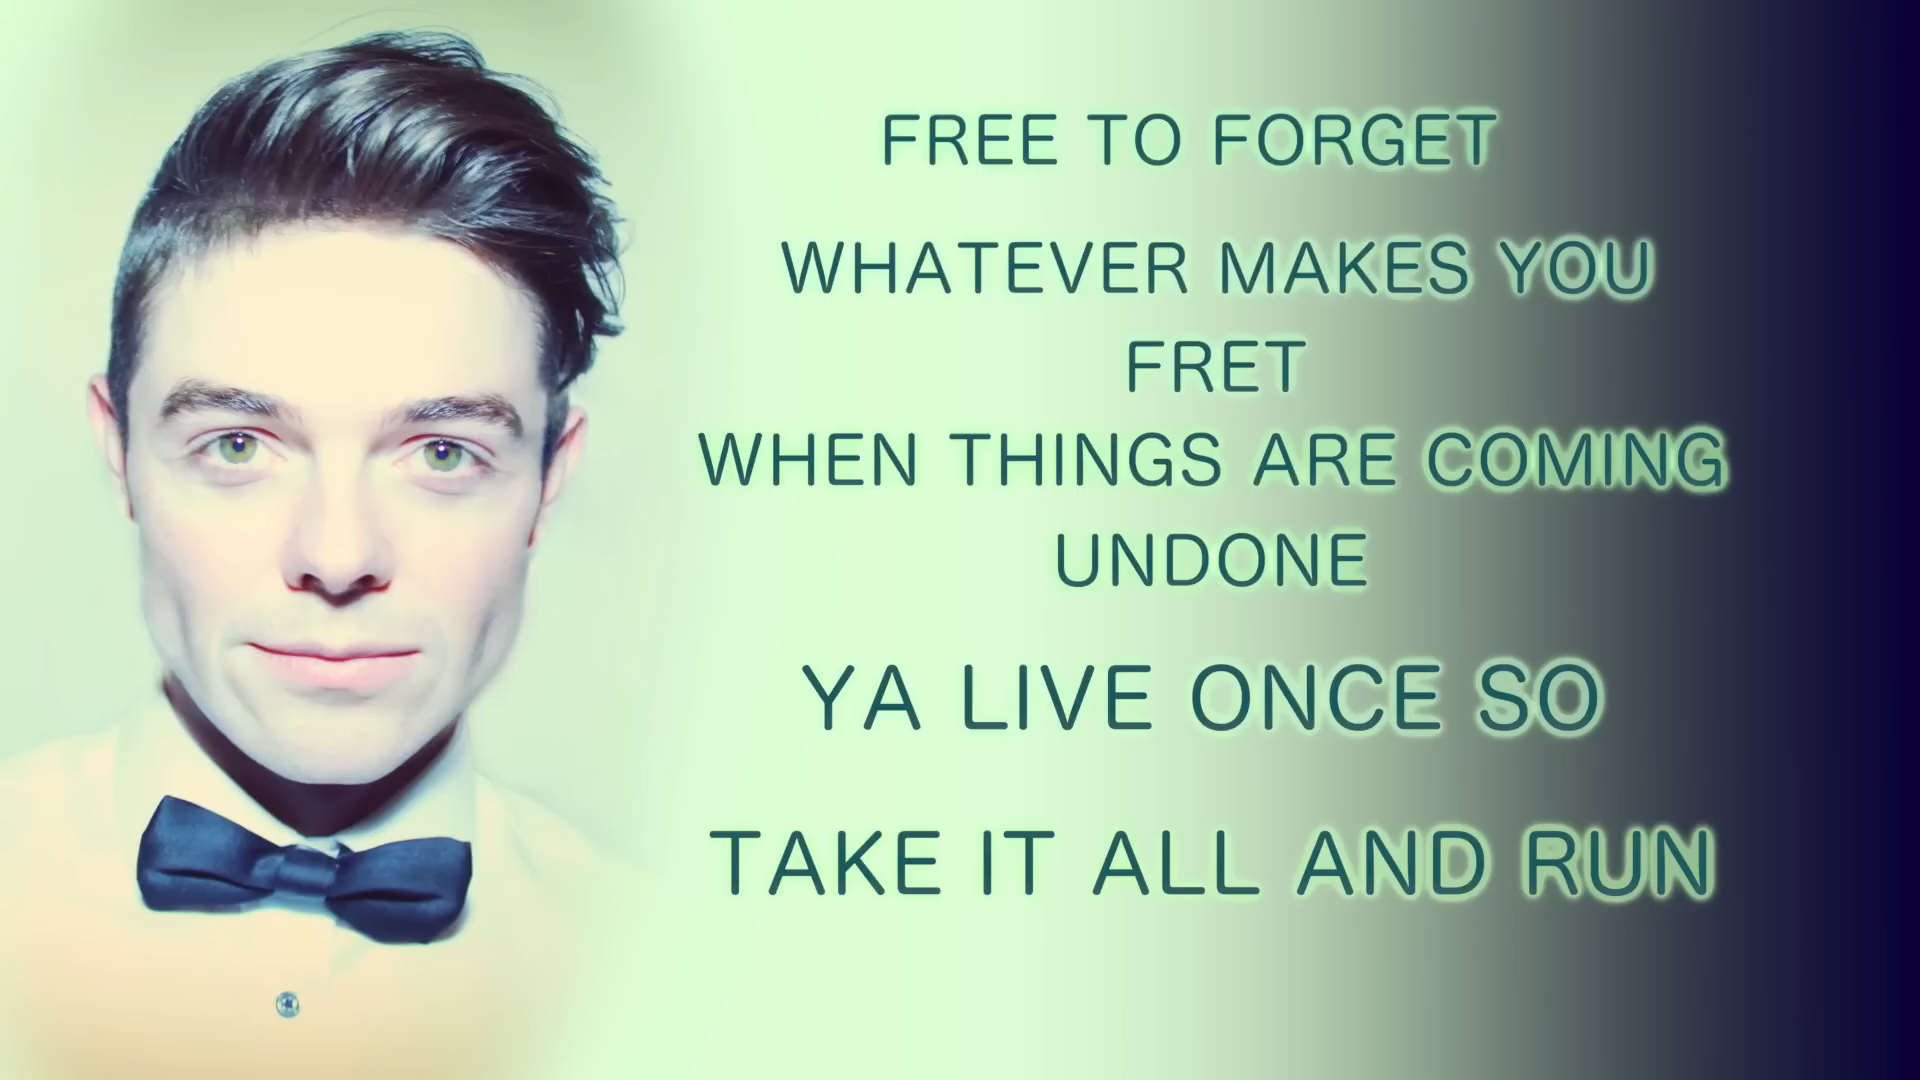 FREE TO FORGET
WHATEVER MAKES YOU
FRET
WHEN THINGS ARE COMING
UNDONE
YA LIVE ONCE SO
TAKE IT ALL AND RUN